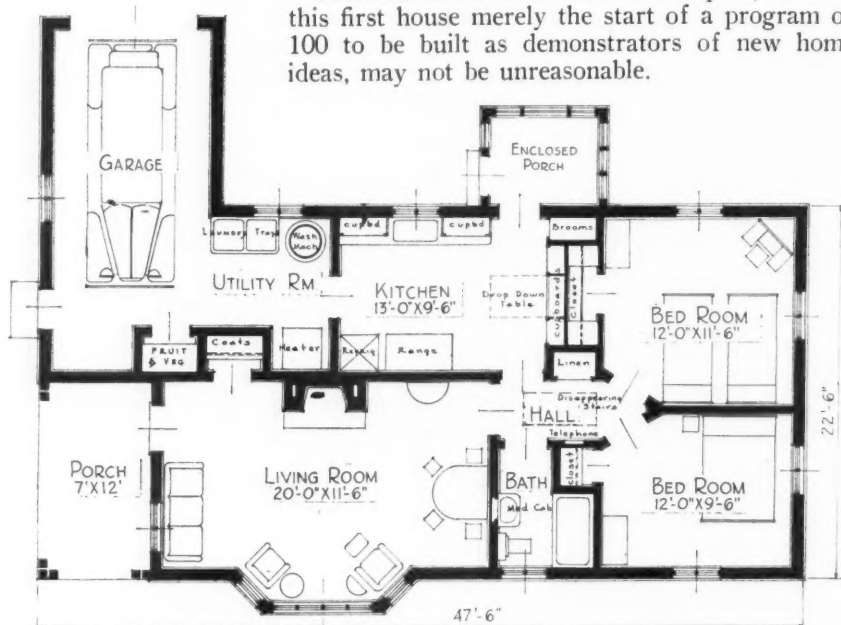 this first house merely the start of a program o
100 to be built as demonstrators of new hom
ideas, may not be unreasonable.
GARAGE
ENCLOSED
PORCH
Laundry Trays
Wash
Mach
cupbd
cupbd
Brooms
UTILITY RM
KITCHEN
13'-0"X9'-6"
Drop Down
Table
cupboards
closet
BED ROOM
12'-0"X11'-6"
FRUIT
& VEG
Coats
Heater
Refrig
Range
Linen
Disappearing
Stairs
HALL
Telephone
22'-6"
PORCH
7'X12'
LIVING ROOM
20'-0"X11'-6"
BATH
Med Cab
closet
BED ROOM
12'-0"X9'-6"
47'-6"